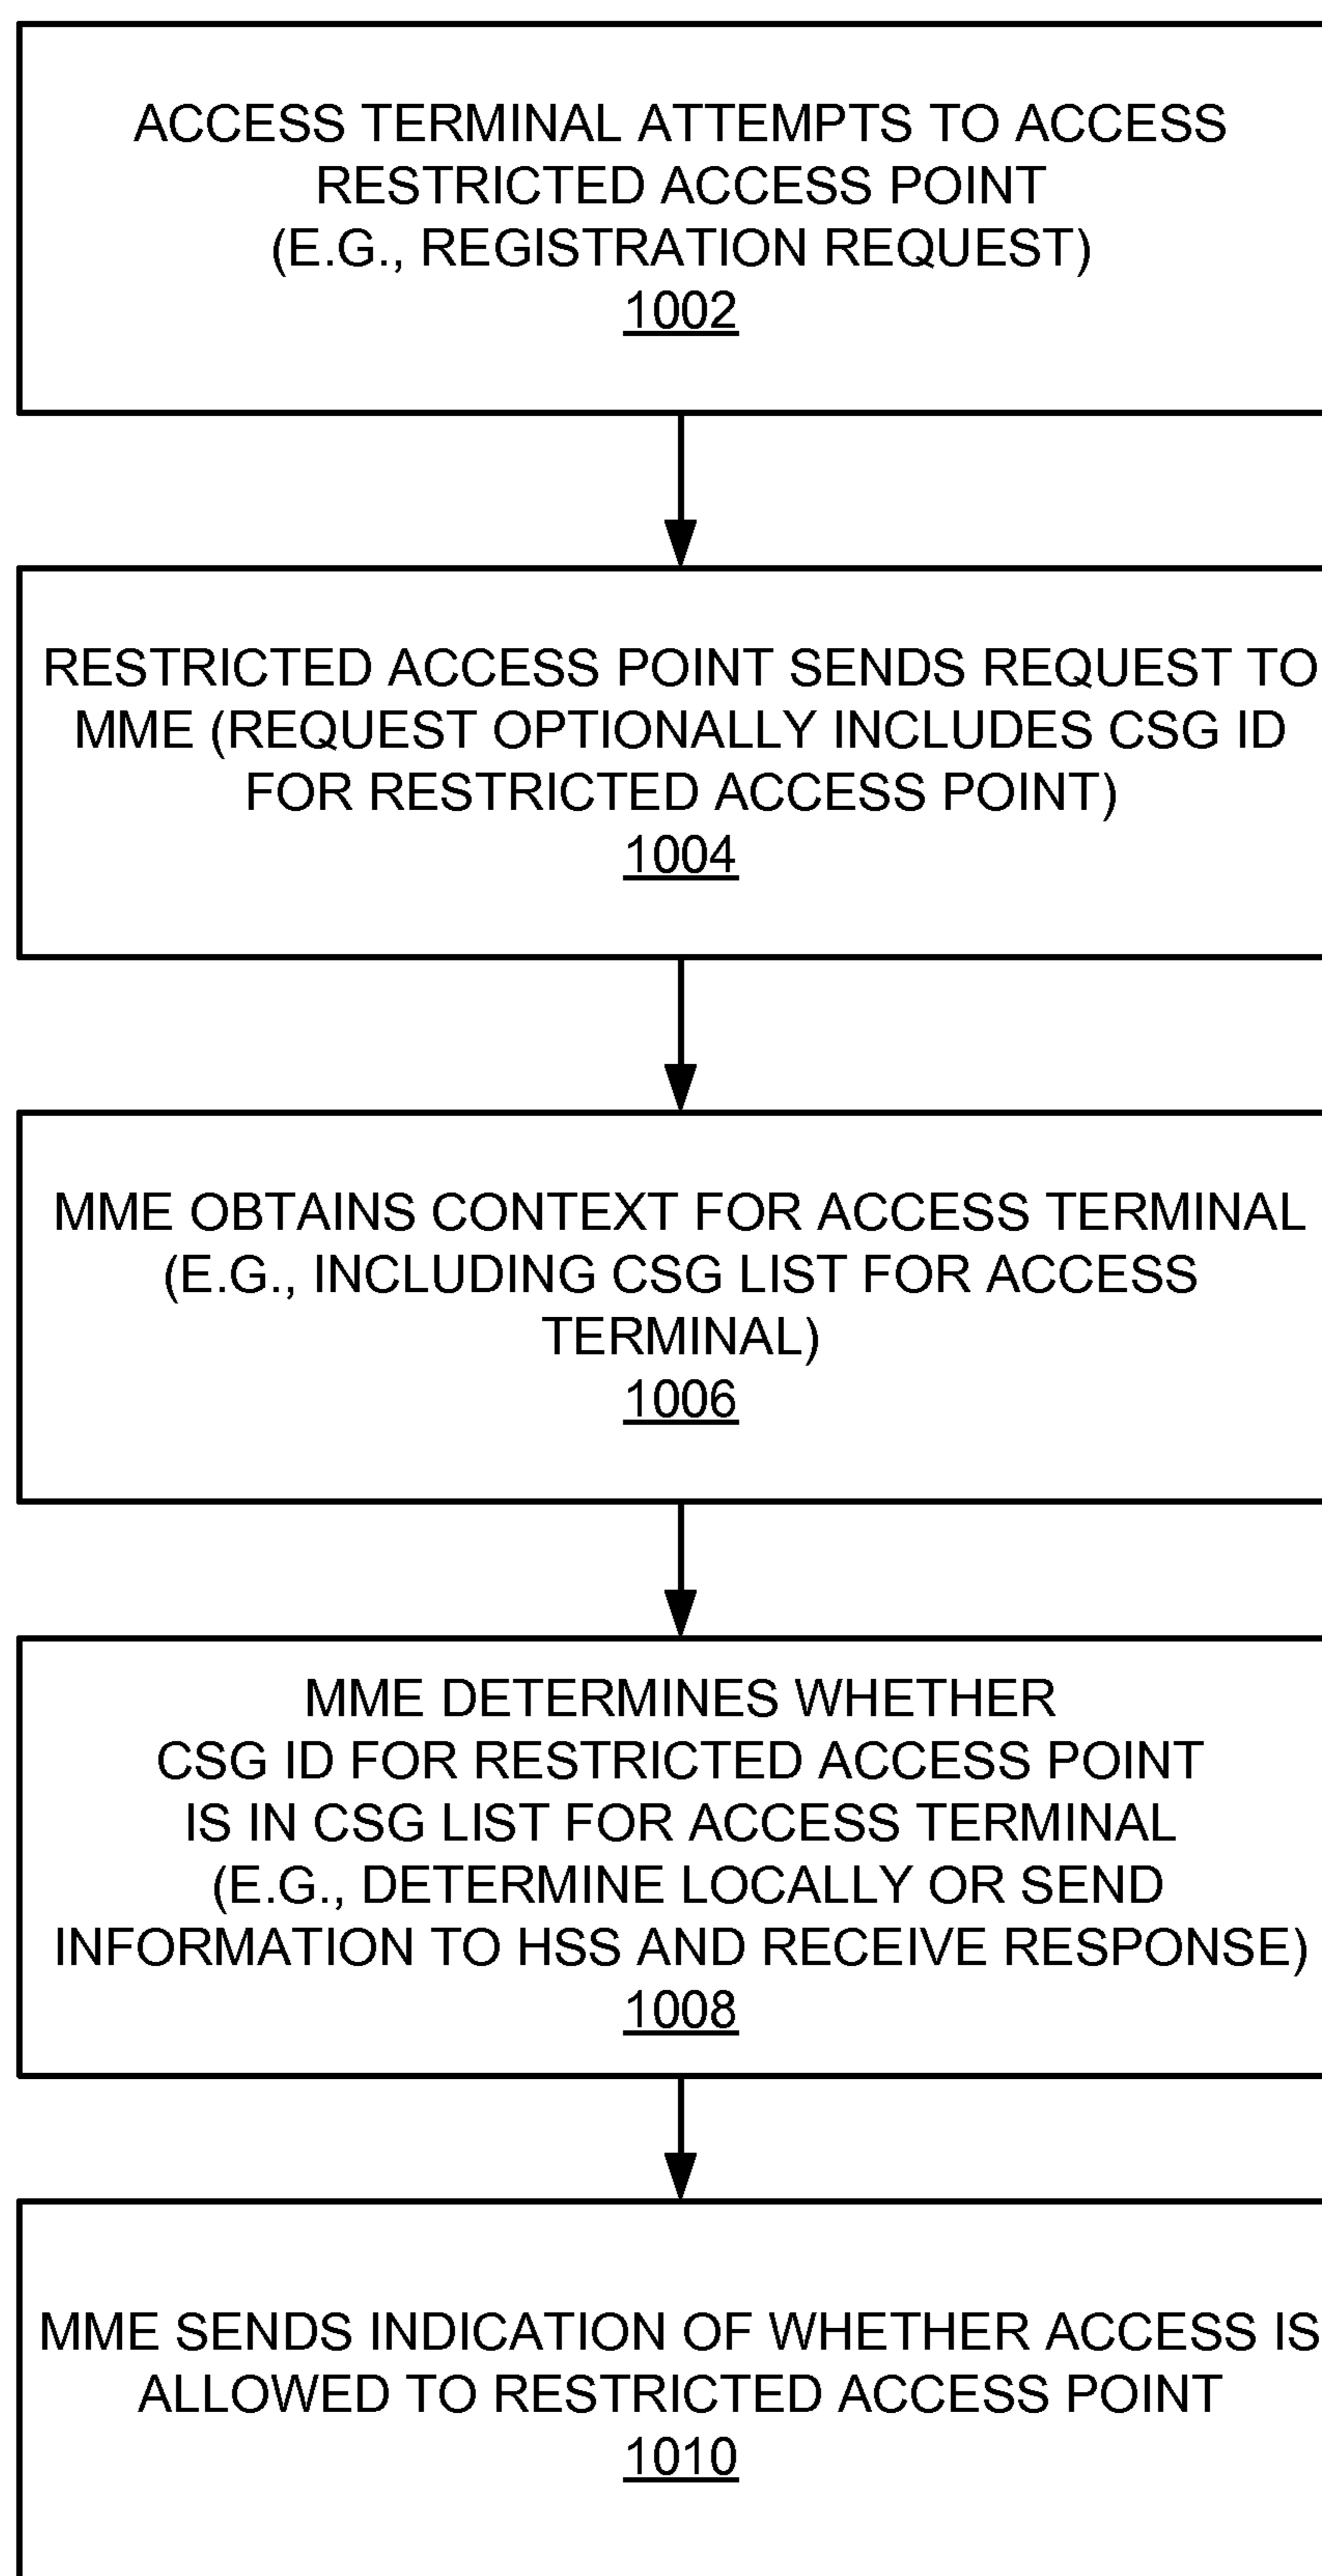 ACCESS TERMINAL ATTEMPTS TO ACCESS
RESTRICTED ACCESS POINT
(E.G., REGISTRATION REQUEST)
1002
RESTRICTED ACCESS POINT SENDS REQUEST TO
MME (REQUEST OPTIONALLY INCLUDES CSG ID
FOR RESTRICTED ACCESS POINT)
1004
MME OBTAINS CONTEXT FOR ACCESS TERMINAL
(E.G., INCLUDING CSG LIST FOR ACCESS
TERMINAL)
1006
MME DETERMINES WHETHER
CSG ID FOR RESTRICTED ACCESS POINT
IS IN CSG LIST FOR ACCESS TERMINAL
(E.G., DETERMINE LOCALLY OR SEND
INFORMATION TO HSS AND RECEIVE RESPONSE)
1008
MME SENDS INDICATION OF WHETHER ACCESS IS
ALLOWED TO RESTRICTED ACCESS POINT
1010